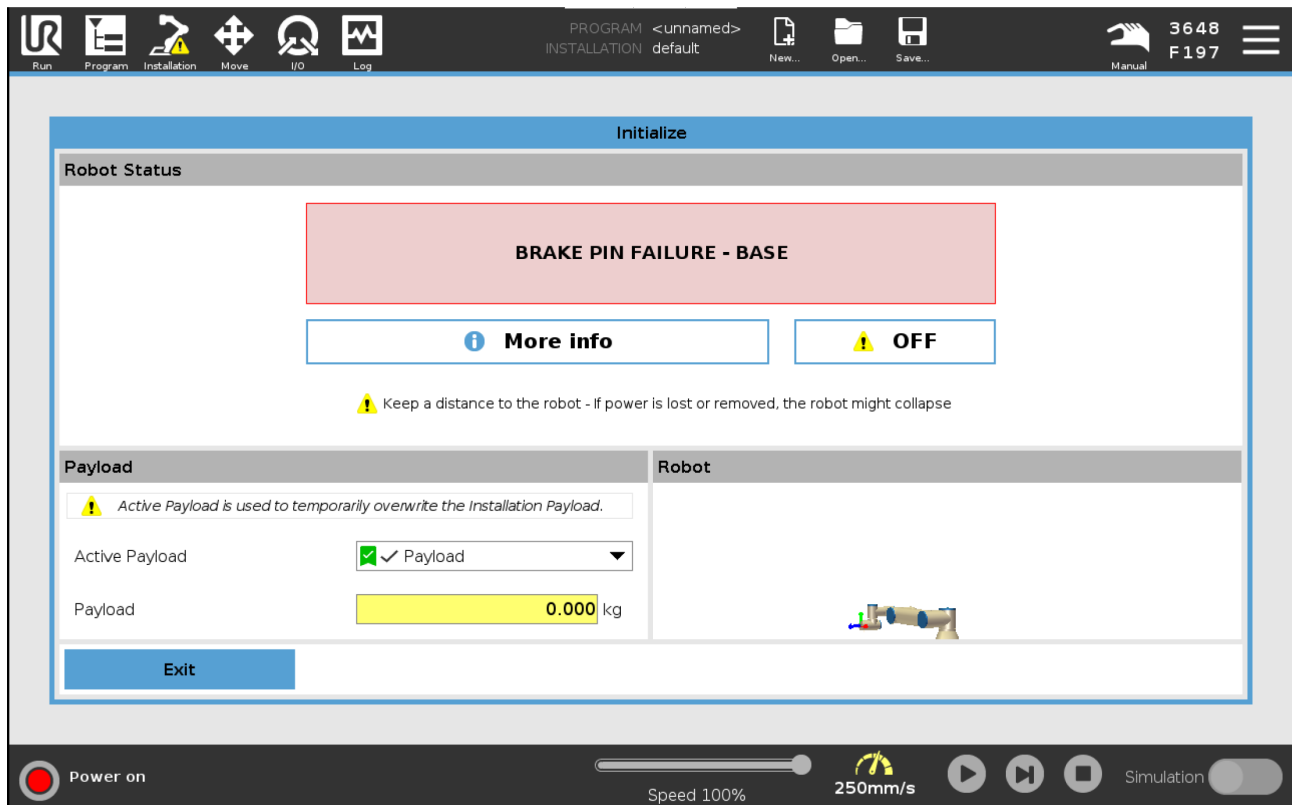 PROGRAM <unnamed>
INSTALLATION default
3648
F197
Run
Program
Installation
Move
I/O
Log
New...
Open...
Save...
Manual
Initialize
Robot Status
BRAKE PIN FAILURE - BASE
More info
OFF
Keep a distance to the robot - If power is lost or removed, the robot might collapse
Payload
Robot
Active Payload is used to temporarily overwrite the Installation Payload.
Active Payload
Payload
Payload
0.000 kg
Exit
Power on
Speed 100%
250mm/s
Simulation